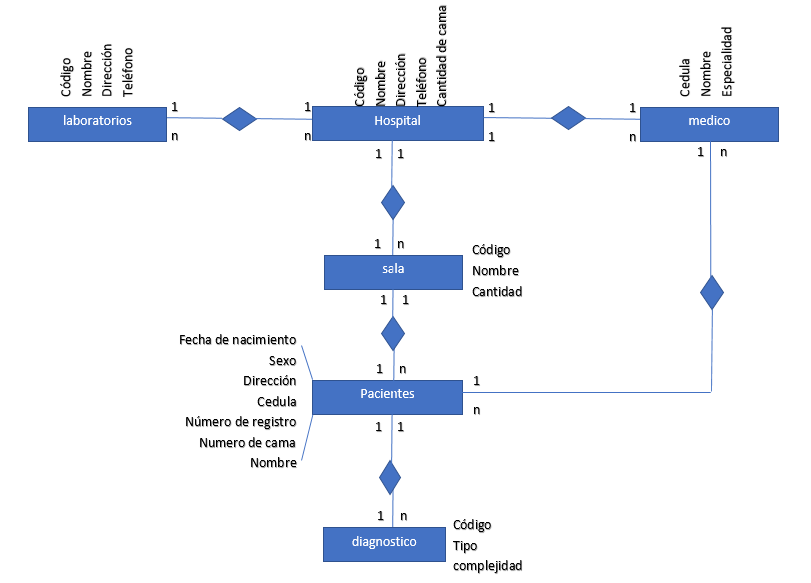 Código
Nombre
Dirección
Teléfono
laboratorios
1
n
1
n
Código
Nombre
Dirección
Teléfono
Cantidad de cama
Hospital
1
1
1
n
Cedula
Nombre
Especialidad
medico
1 n
1 1
1 n
sala
Código
Nombre
Cantidad
1 1
1 n
Fecha de nacimiento
Sexo
Dirección
Cedula
Número de registro
Numero de cama
Nombre
Pacientes
1
n
1 1
1 n
diagnostico
Código
Tipo
complejidad